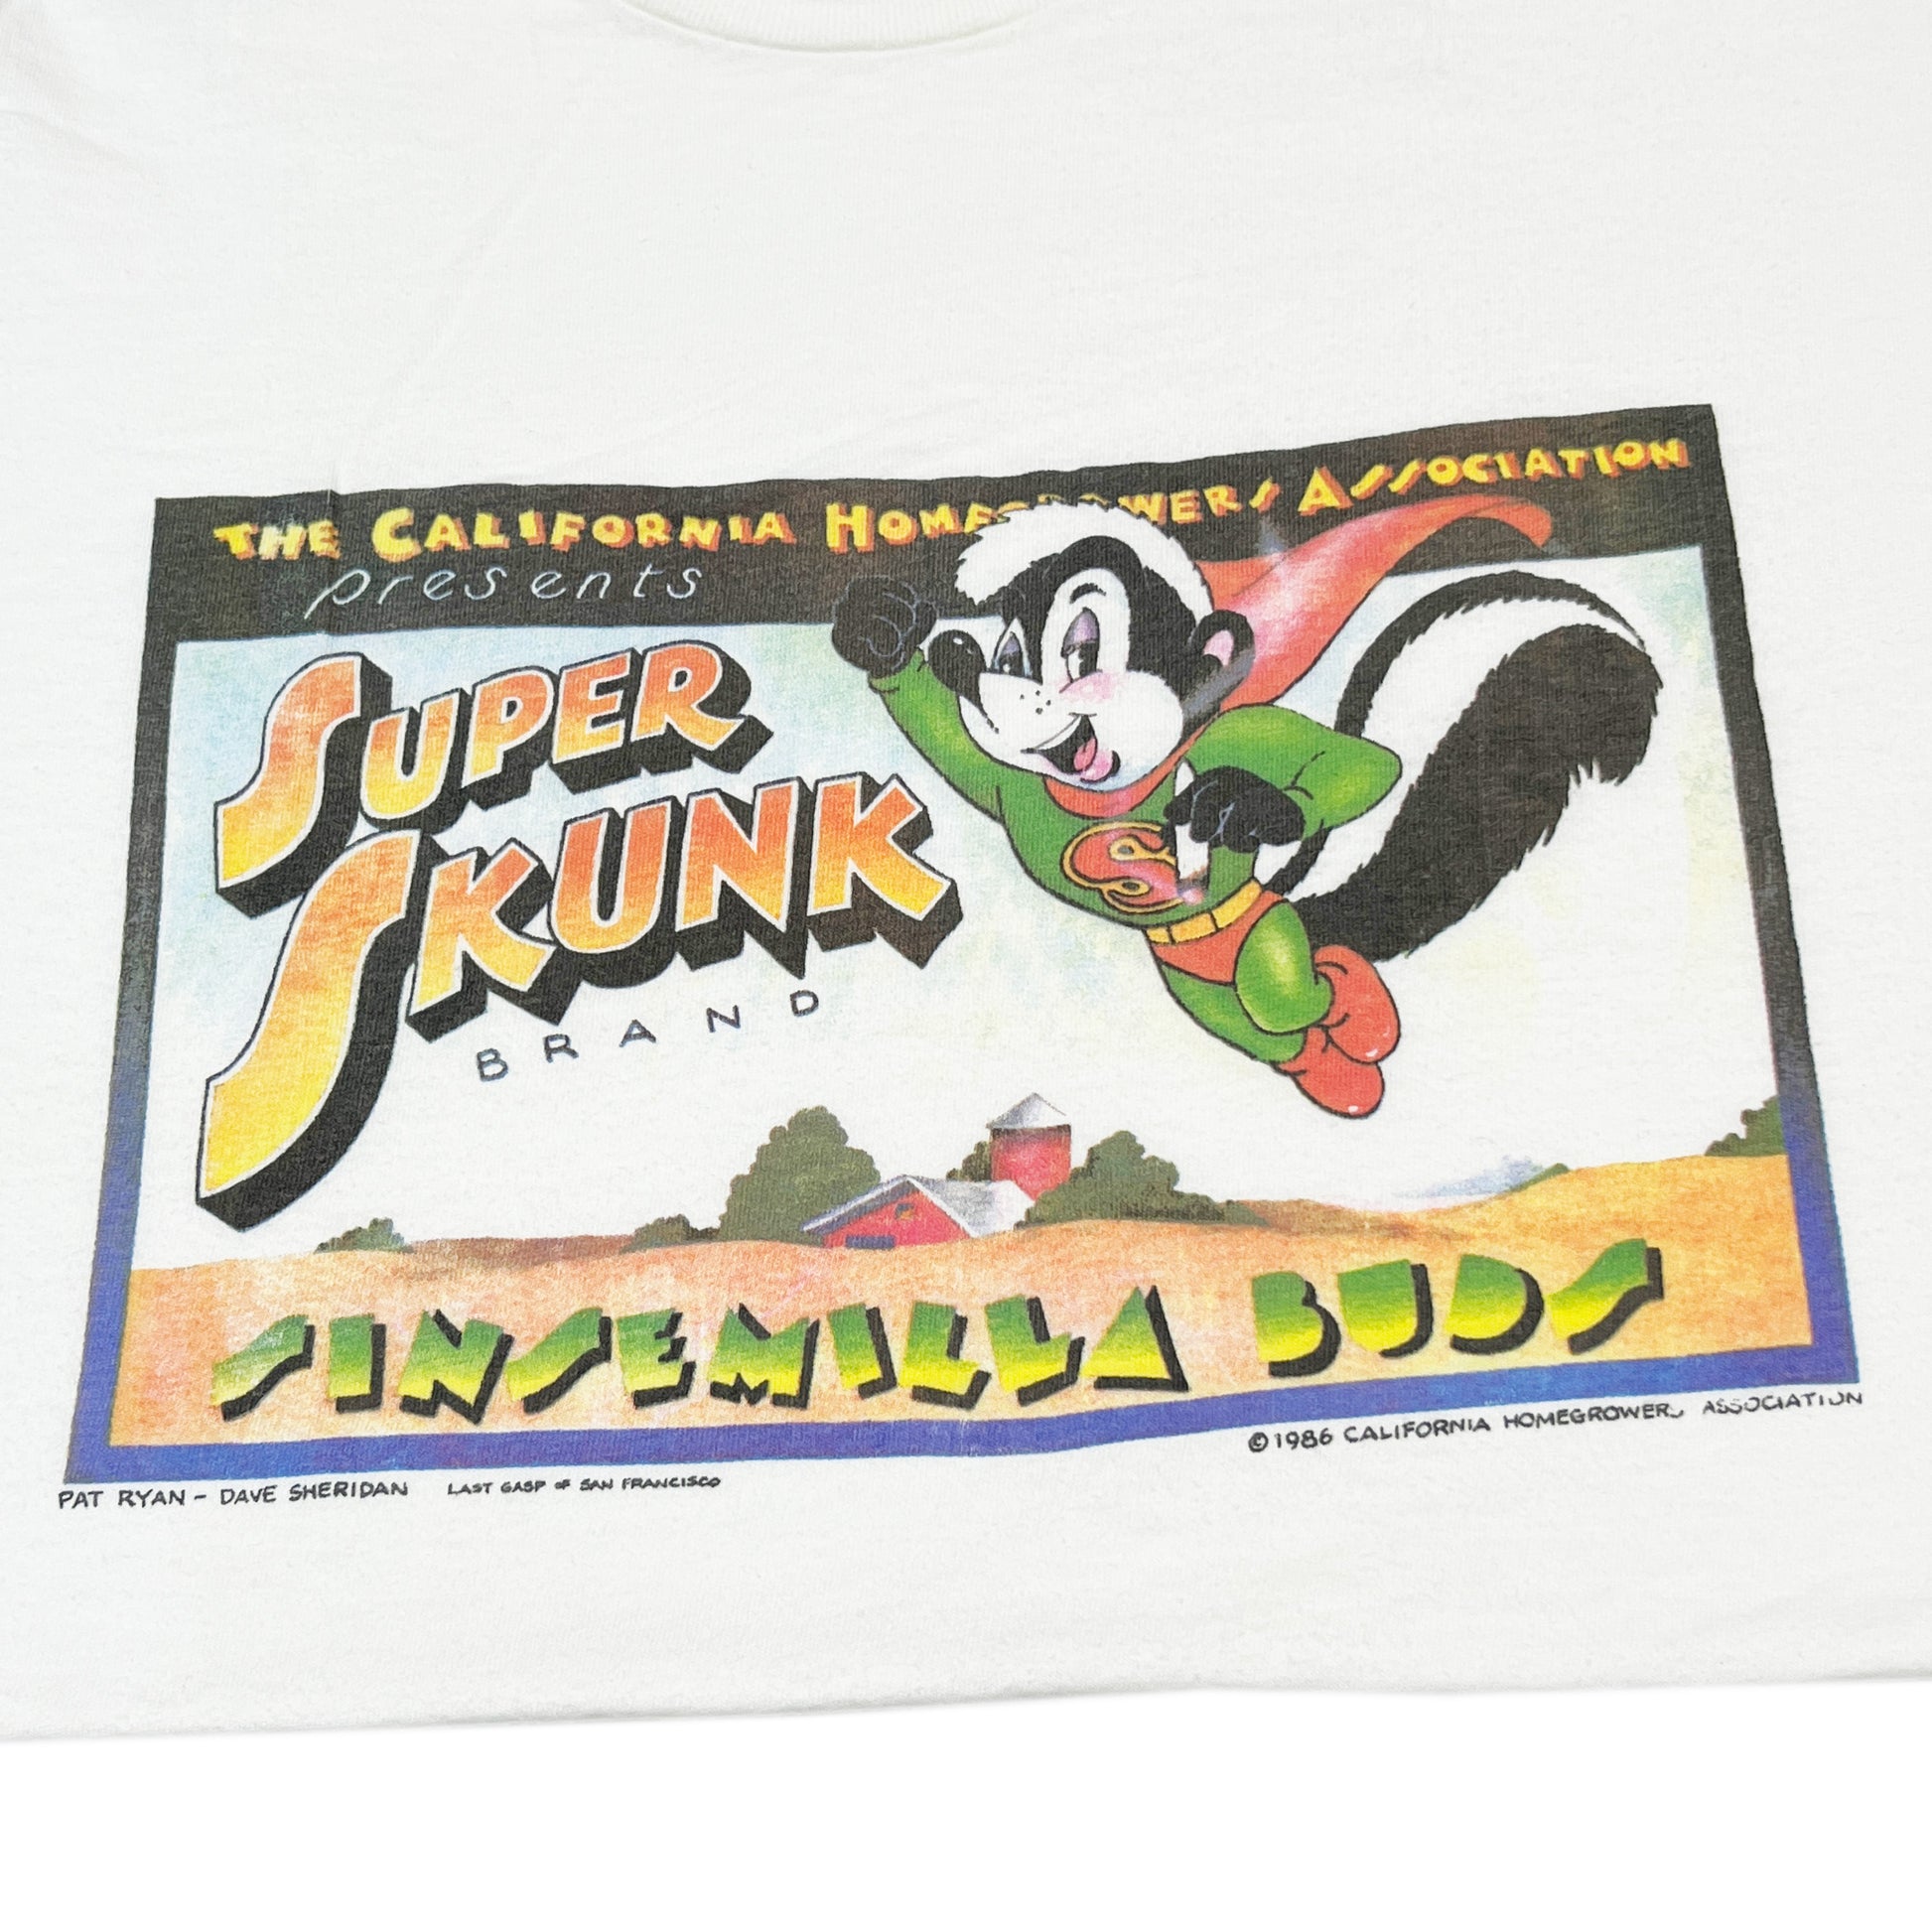 THE CALIFORNIA HOMEGROWERS ASSOCIATION
presents
SUPER
SKUNK
BRAND
S
SINSEMILLA BUDS
©1986 CALIFORNIA HOMEGROWERS ASSOCIATION
PAT RYAN - DAVE SHERIDAN LAST GASP OF SAN FRANCISCO